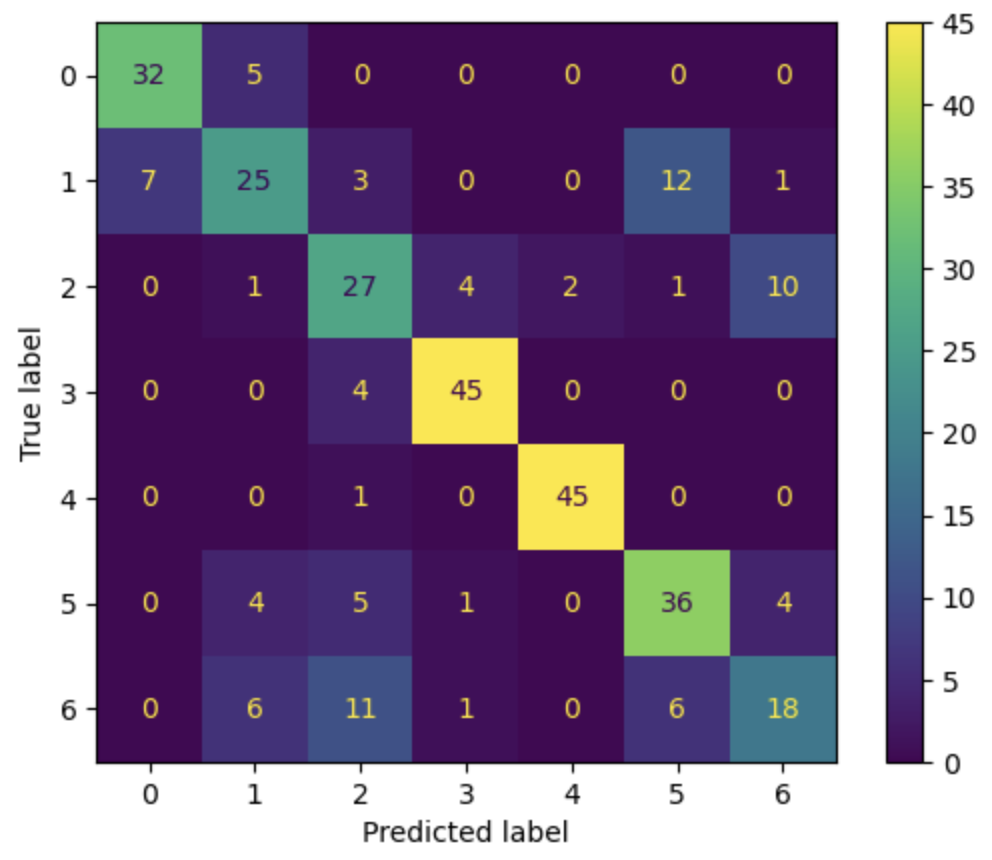 0 32 5 0 0 0 0 0
1 7 25 3 0 0 12 1
2 0 1 27 4 2 1 10
3 0 0 4 45 0 0 0
4 0 0 1 0 45 0 0
5 0 4 5 1 0 36 4
6 0 6 11 1 0 6 18
0 1 2 3 4 5 6
True label
Predicted label
45
40
35
30
25
20
15
10
5
0